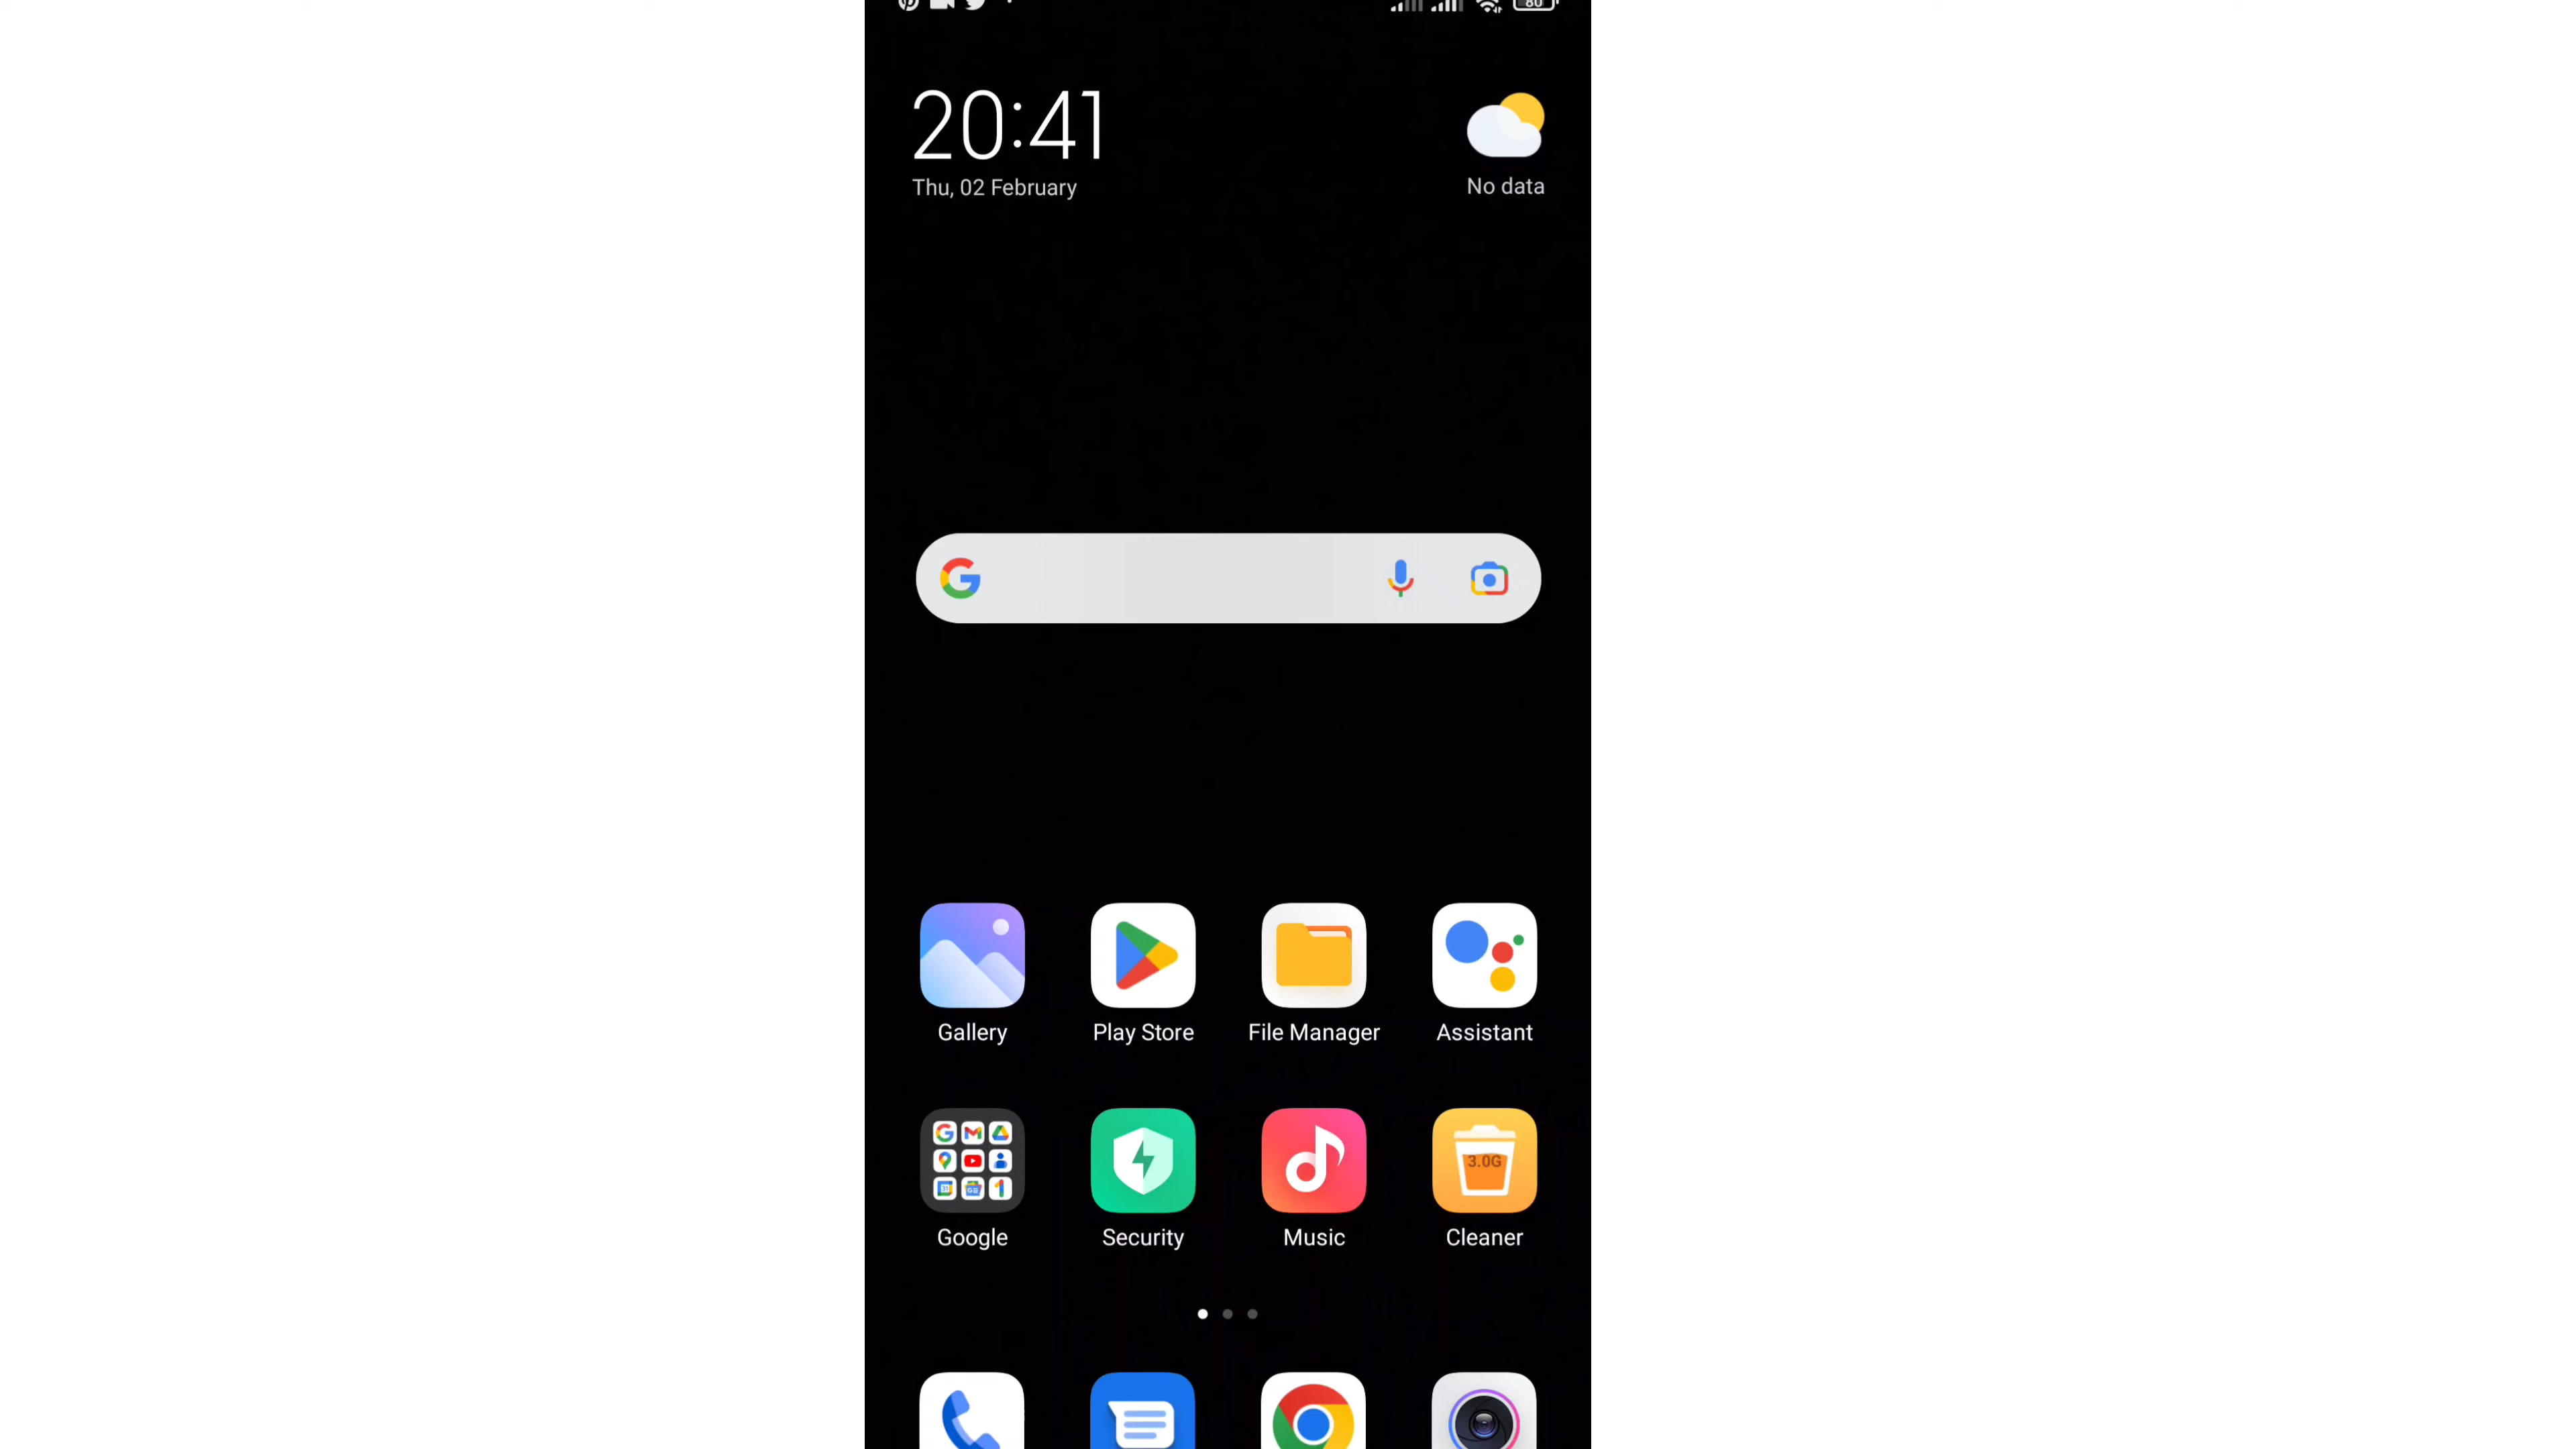 80
20:41
Thu, 02 February
No data
Gallery
Play Store
File Manager
Assistant
3.0G
Google
Security
Music
Cleaner